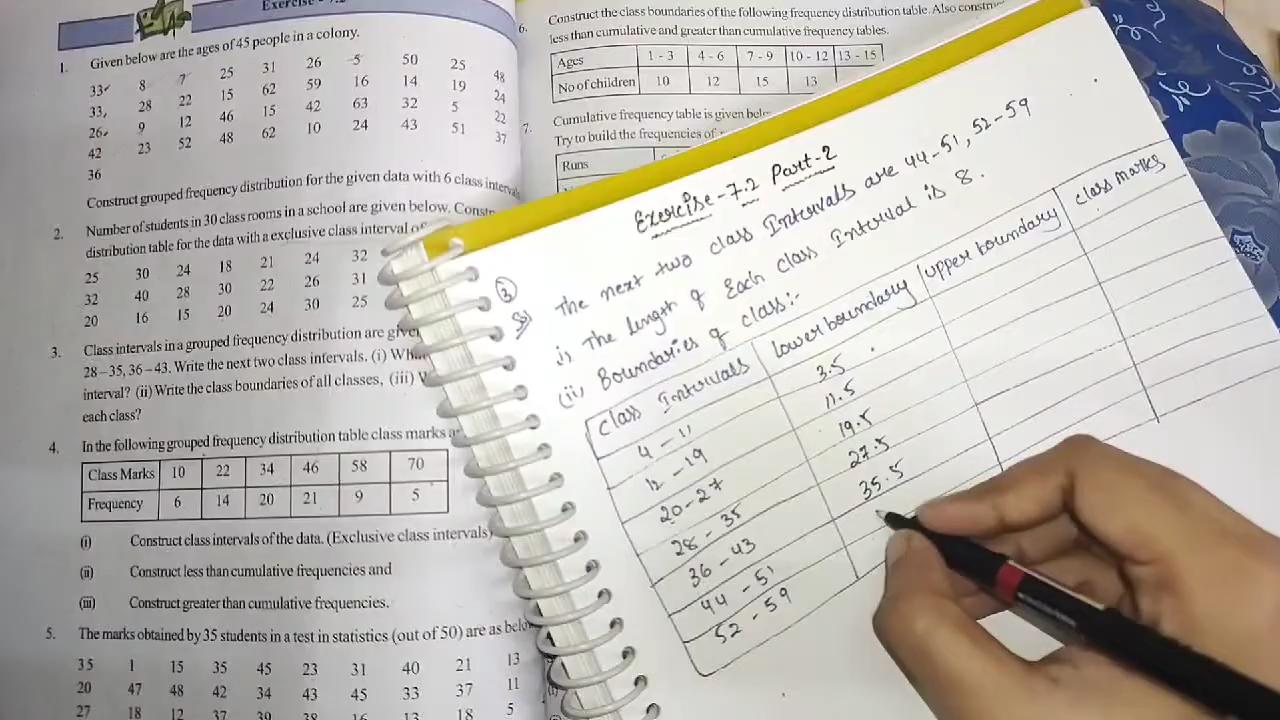 Exercise - 7.2
1. Given below are the ages of 45 people in a colony.
33 8 7 25 31 26 5 50 25 48
33, 28 22 15 62 59 16 14 19 24
26 9 12 46 15 42 63 32 5 22
42 23 52 48 62 10 24 43 51 37
36
Construct grouped frequency distribution for the given data with 6 class
2. Number of students in 30 class rooms in a school are given below.
distribution table for the data with a exclusive class interval
25 30 24 18 21 24 32
32 40 28 30 22 26 31
20 16 15 20 24 30 25
3. Class intervals in a grouped frequency distribution are
28-35, 36-43. Write the next two class intervals. (i)
interval? (ii) Write the class boundaries of all classes, (iii)
each class?
4. In the following grouped frequency distribution table class marks
Class Marks 10 22 34 46 58 70
Frequency 6 14 20 21 9 5
(i) Construct class intervals of the data. (Exclusive class intervals)
(ii) Construct less than cumulative frequencies and
(iii) Construct greater than cumulative frequencies.
5. The marks obtained by 35 students in a test in statistics (out of 50) are as
35 1 15 35 45 23 31 40 21 13
20 47 48 42 34 43 45 33 37 11
27 18 12 37 39 38 16 13 18 5
6. Construct the class boundaries of the following frequency distribution table. Also
less than cumulative and greater than cumulative frequency tables.
Ages 1 - 3 4 - 6 7 - 9 10 - 12 13 - 15
No of children 10 12 15 13
7. Cumulative frequency table is given
Try to build the frequencies of
Runs
Exercise - 7.2 Part-2
3 The next two class Intervals are 44-51, 52-59
Sol
i) The length of Each class Interval is 8.
(ii) Boundaries of class:-
class Intervals lower boundary upper boundary class marks
4 - 11 3.5
12 - 19 11.5
20-27 19.5
28 - 35 27.5
36 - 43 35.5
44 - 51
52 - 59